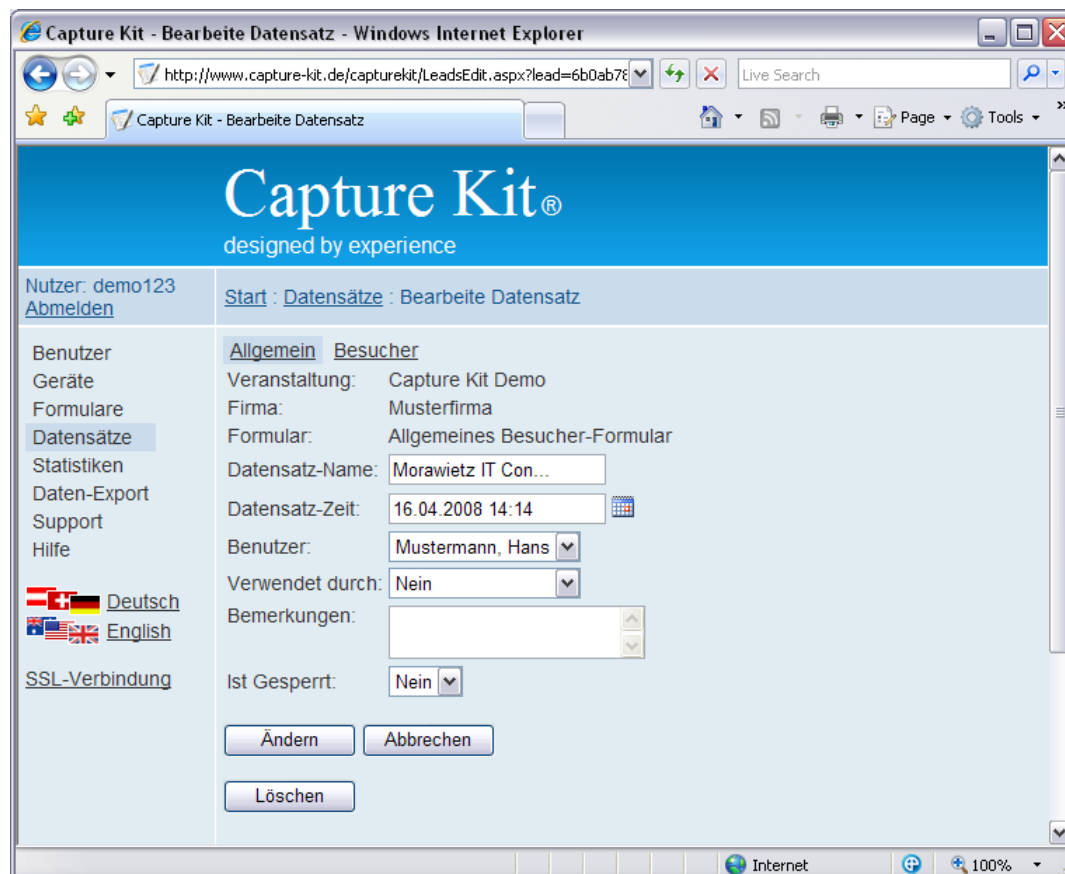 Capture Kit - Bearbeite Datensatz - Windows Internet Explorer
http://www.capture-kit.de/capturekit/LeadsEdit.aspx?lead=6b0ab78
Live Search
Capture Kit - Bearbeite Datensatz
Page
Tools
»
Capture Kit®
designed by experience
Nutzer: demo123
Abmelden
Start : Datensätze : Bearbeite Datensatz
Benutzer
Geräte
Formulare
Datensätze
Statistiken
Daten-Export
Support
Hilfe
Deutsch
English
SSL-Verbindung
Allgemein Besucher
Veranstaltung: Capture Kit Demo
Firma: Musterfirma
Formular: Allgemeines Besucher-Formular
Datensatz-Name: Morawietz IT Con...
Datensatz-Zeit: 16.04.2008 14:14
Benutzer: Mustermann, Hans
Verwendet durch: Nein
Bemerkungen:
Ist Gesperrt: Nein
Ändern Abbrechen
Löschen
Internet
100%